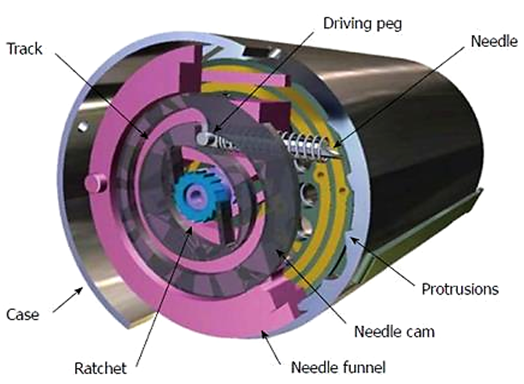 Driving peg
Track
Needle
Protrusions
Case
Needle cam
Ratchet
Needle funnel